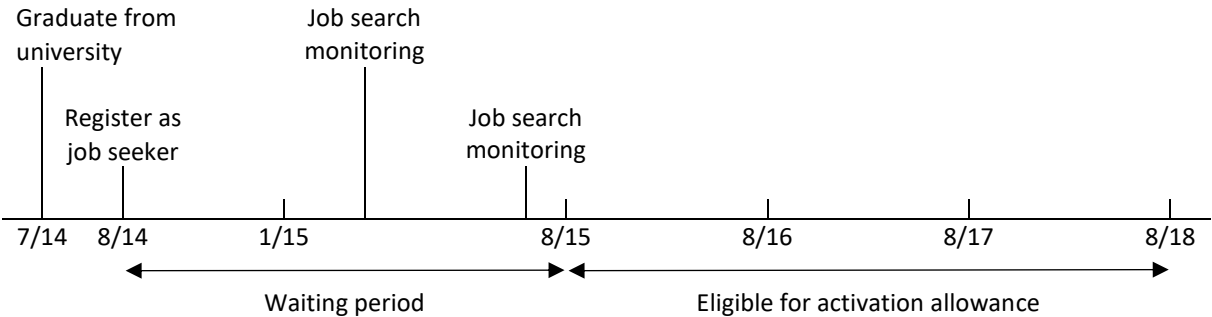 Graduate from
university
Job search
monitoring
Register as
job seeker
Job search
monitoring
7/14
8/14
1/15
8/15
8/16
8/17
8/18
Waiting period
Eligible for activation allowance